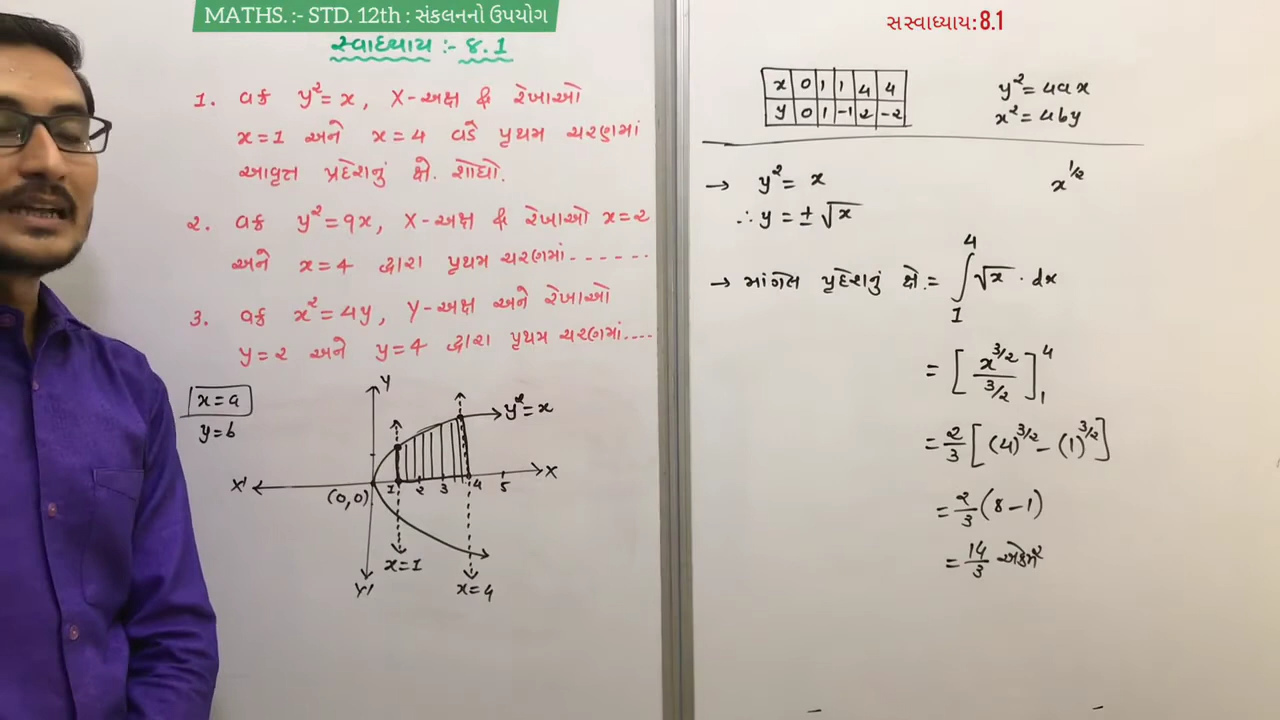 MATHS. :- STD. 12th : સંકલનનો ઉપયોગ
સ્વાધ્યાય :- 8.1
1. વક્ર y²=x, X-અક્ષ & રેખાઓ
x=1 અને x=4 વડે પ્રથમ ચરણમાં
આવૃત્ત પ્રદેશનું ક્ષે. શોધો.
2. વક્ર y²=9x, X-અક્ષ & રેખાઓ x=2
અને x=4 દ્વારા પ્રથમ ચરણમાં-------
3. વક્ર x²=4y, Y-અક્ષ અને રેખાઓ
y=2 અને y=4 દ્વારા પ્રથમ ચરણમાં....
x=a
y=b
Y
y²=x
X' (0,0) 1 2 3 4 5 X
x=1
Y' x=4
સસ્વાધ્યાય:8.1
x 0 1 1 4 4
y 0 1 -1 2 -2
y²=4ax
x²=4by
→ y²= x
x^1/2
∴ y = ± √x
→ માંગેલ પ્રદેશનું ક્ષે. = ∫₁⁴ √x · dx
= [ x^3/2 / 3/2 ]₁⁴
= 2/3 [ (4)^3/2 - (1)^3/2 ]
= 2/3 (8-1)
= 14/3 એકમ²